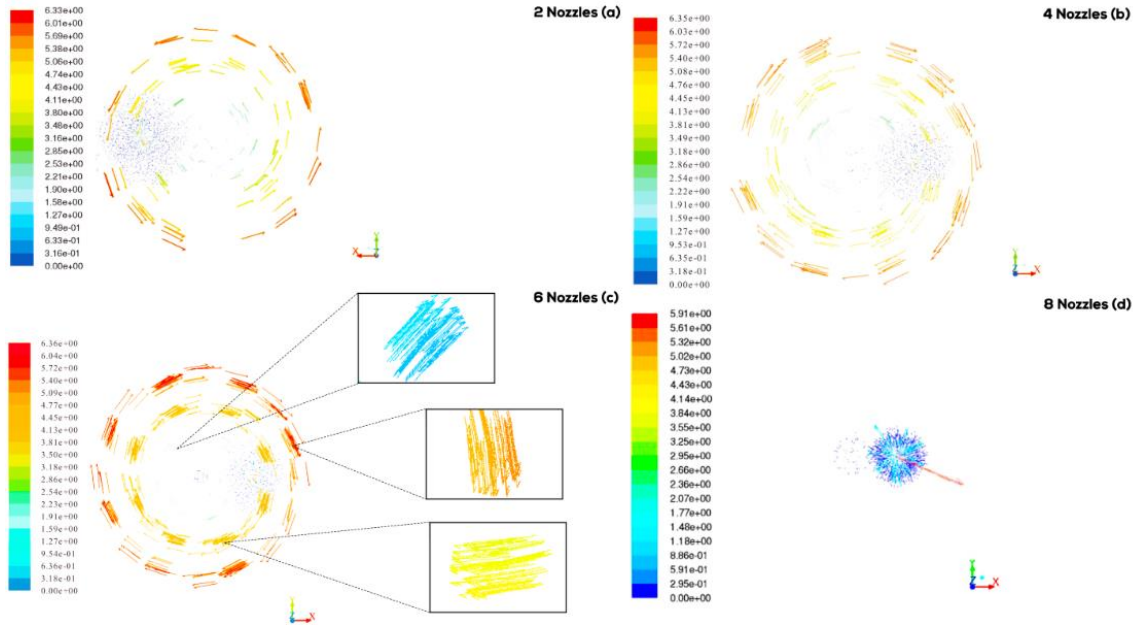 2 Nozzles (a)
6.33e+00
6.01e+00
5.69e+00
5.38e+00
5.06e+00
4.74e+00
4.43e+00
4.11e+00
3.80e+00
3.48e+00
3.16e+00
2.85e+00
2.53e+00
2.21e+00
1.90e+00
1.58e+00
1.27e+00
9.49e-01
6.33e-01
3.16e-01
0.00e+00
X
Y
4 Nozzles (b)
6.35e+00
6.03e+00
5.72e+00
5.40e+00
5.08e+00
4.76e+00
4.45e+00
4.13e+00
3.81e+00
3.49e+00
3.18e+00
2.86e+00
2.54e+00
2.22e+00
1.91e+00
1.59e+00
1.27e+00
9.53e-01
6.35e-01
3.18e-01
0.00e+00
Y
Z
X
6 Nozzles (c)
6.36e+00
6.04e+00
5.72e+00
5.40e+00
5.09e+00
4.77e+00
4.45e+00
4.13e+00
3.81e+00
3.50e+00
3.18e+00
2.86e+00
2.54e+00
2.23e+00
1.91e+00
1.59e+00
1.27e+00
9.54e-01
6.36e-01
3.18e-01
0.00e+00
Y
Z
X
8 Nozzles (d)
5.91e+00
5.61e+00
5.32e+00
5.02e+00
4.73e+00
4.43e+00
4.14e+00
3.84e+00
3.55e+00
3.25e+00
2.95e+00
2.66e+00
2.36e+00
2.07e+00
1.77e+00
1.48e+00
1.18e+00
8.86e-01
5.91e-01
2.95e-01
0.00e+00
Y
Z
X